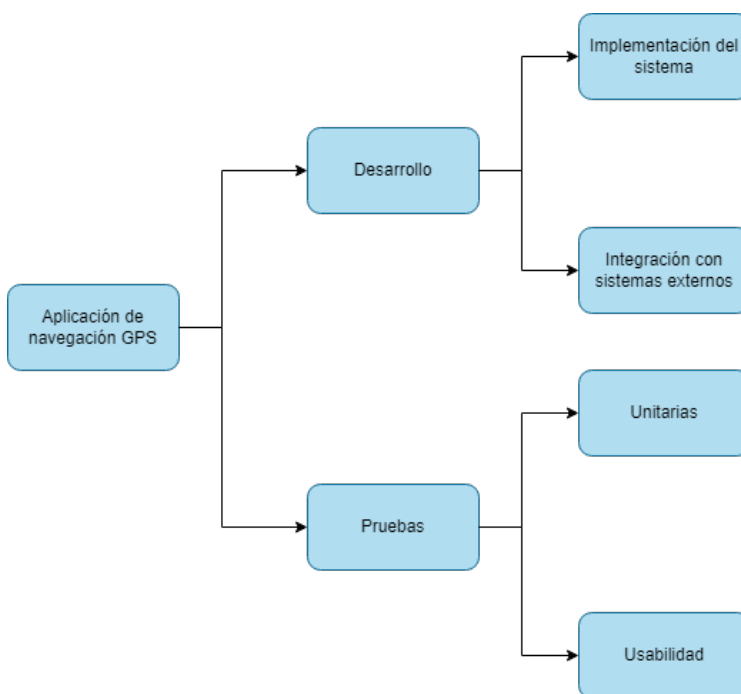 Implementación del
sistema
Desarrollo
Integración con
sistemas externos
Aplicación de
navegación GPS
Unitarias
Pruebas
Usabilidad